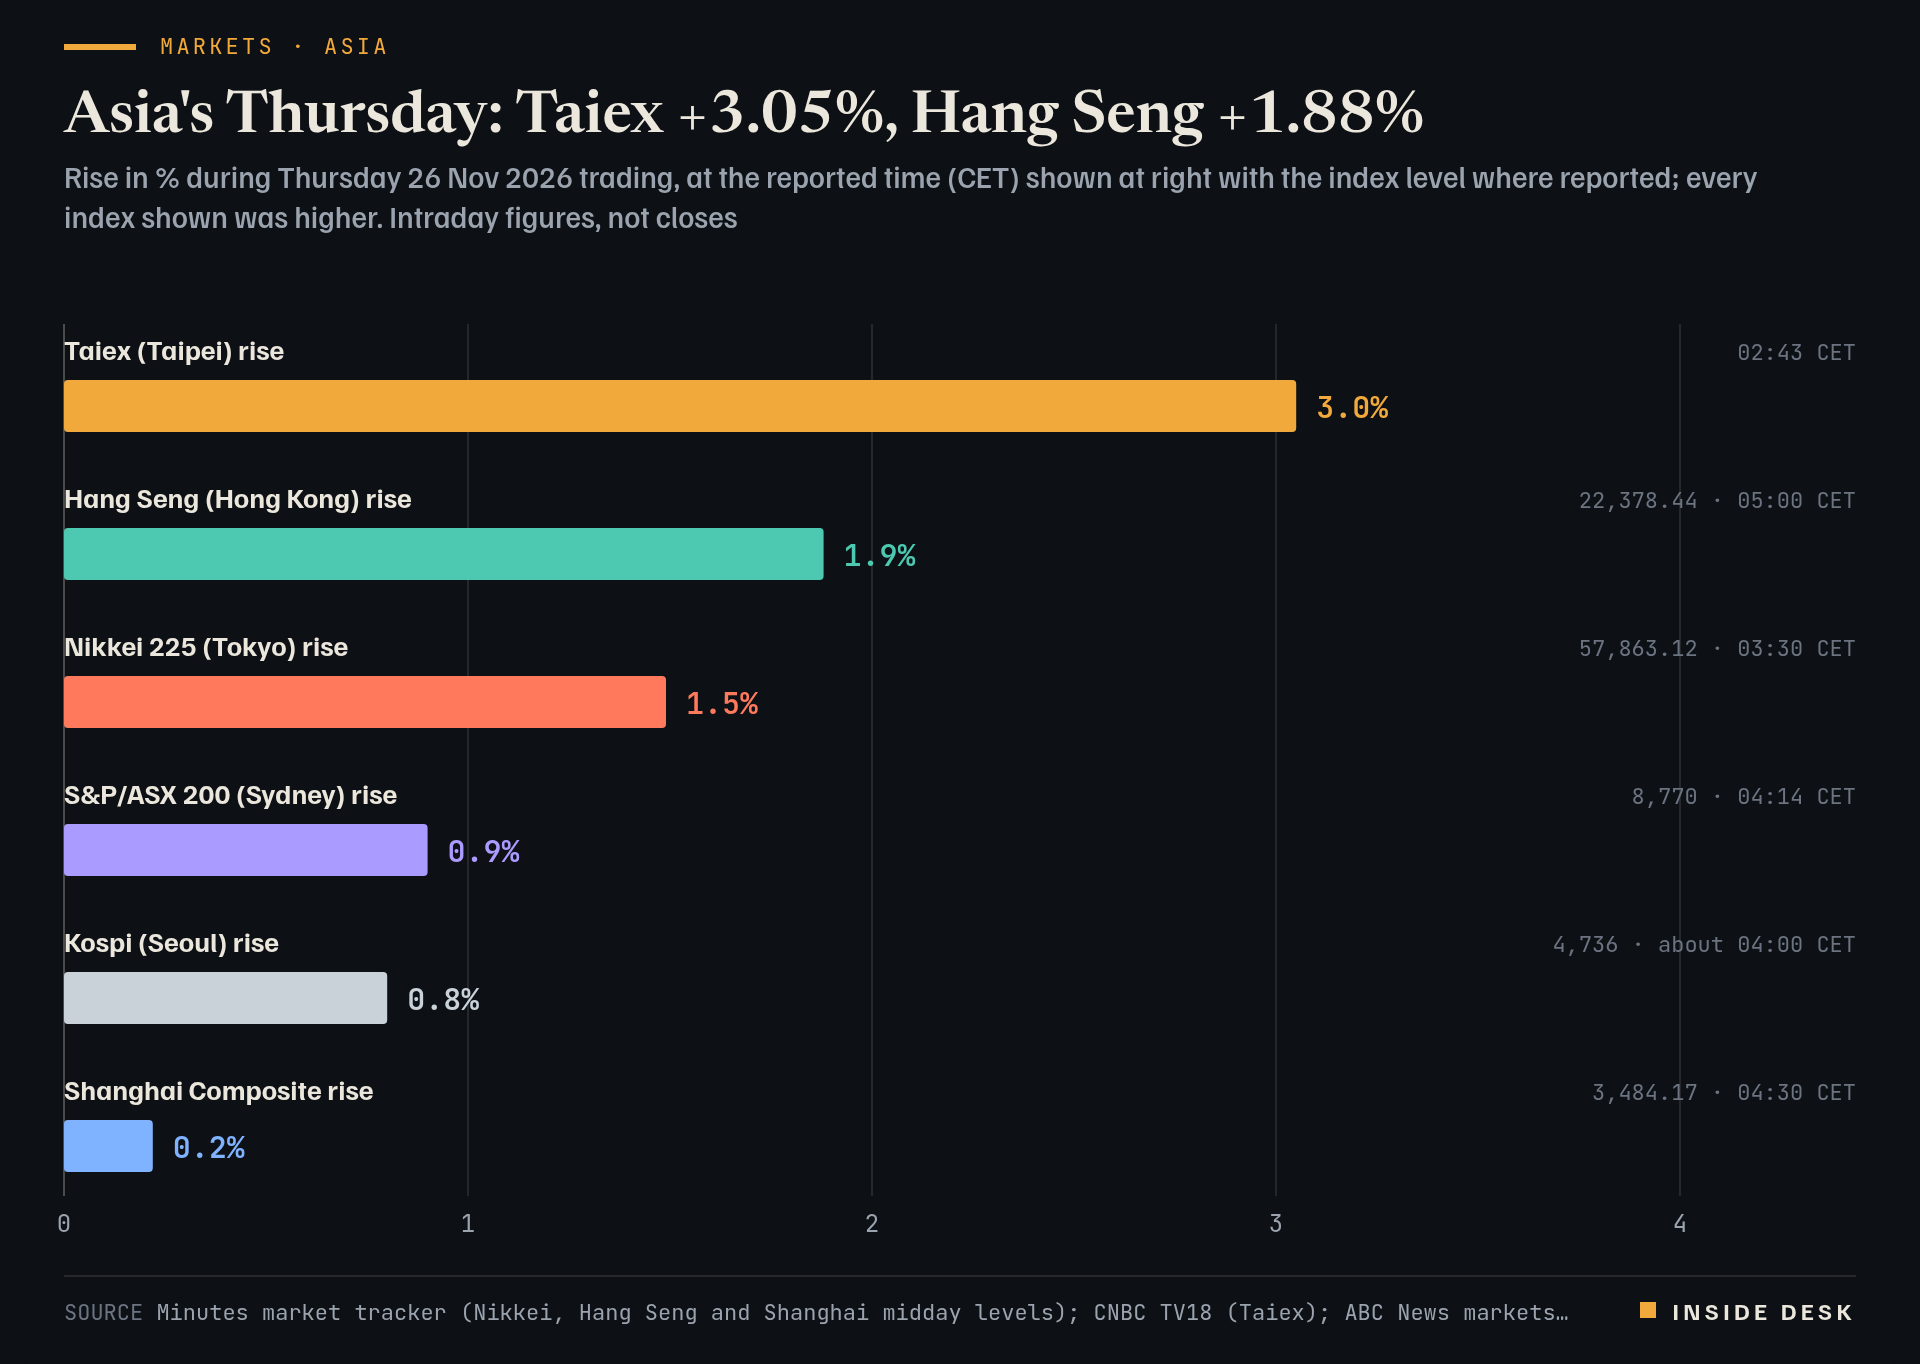 MARKETS · ASIA
Asia's Thursday: Taiex +3.05%, Hang Seng +1.88%
Rise in % during Thursday 26 Nov 2026 trading, at the reported time (CET) shown at right with the index level where reported; every
index shown was higher. Intraday figures, not closes
Taiex (Taipei) rise 02:43 CET
3.0%
Hang Seng (Hong Kong) rise 22,378.44 · 05:00 CET
1.9%
Nikkei 225 (Tokyo) rise 57,863.12 · 03:30 CET
1.5%
S&P/ASX 200 (Sydney) rise 8,770 · 04:14 CET
0.9%
Kospi (Seoul) rise 4,736 · about 04:00 CET
0.8%
Shanghai Composite rise 3,484.17 · 04:30 CET
0.2%
0 1 2 3 4
SOURCE Minutes market tracker (Nikkei, Hang Seng and Shanghai midday levels); CNBC TV18 (Taiex); ABC News markets… INSIDE DESK